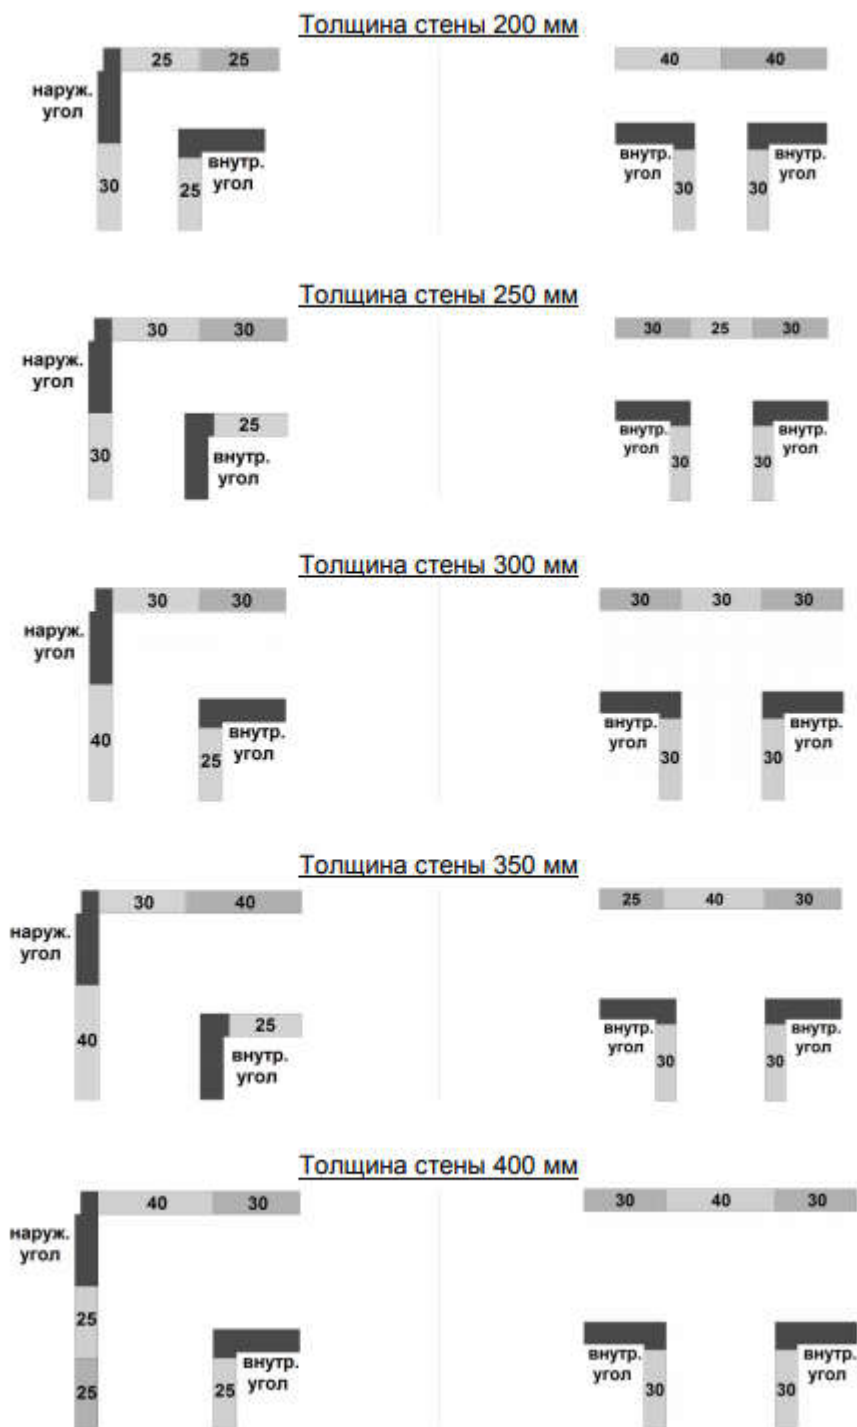 Толщина стены 200 мм
25 25
40 40
наруж.
угол
внутр.
угол
внутр.
угол
внутр.
угол
30 25
30 30
Толщина стены 250 мм
30 30
30 25 30
наруж.
угол
25
внутр.
угол
внутр.
угол
внутр.
угол
30
30 30
Толщина стены 300 мм
30 30
30 30 30
наруж.
угол
внутр.
угол
внутр.
угол
внутр.
угол
40 25
30 30
Толщина стены 350 мм
30 40
25 40 30
наруж.
угол
25
внутр.
угол
внутр.
угол
внутр.
угол
40
30 30
Толщина стены 400 мм
40 30
30 40 30
наруж.
угол
25
внутр.
угол
внутр.
угол
внутр.
угол
25 25
30 30